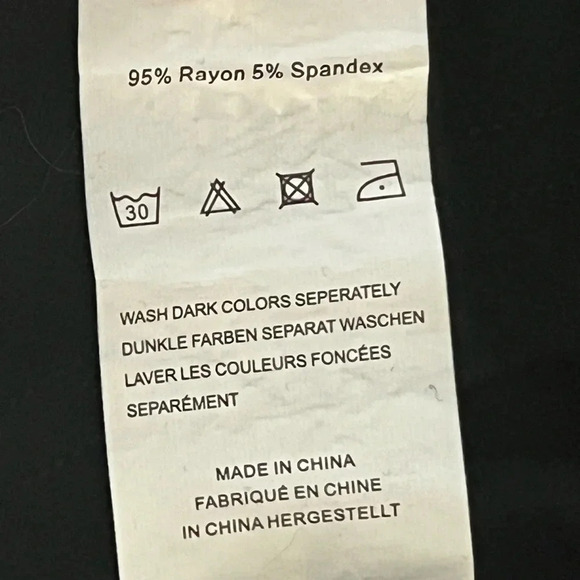 95% Rayon 5% Spandex
30
WASH DARK COLORS SEPERATELY
DUNKLE FARBEN SEPARAT WASCHEN
LAVER LES COULEURS FONCÉES
SEPARÉMENT
MADE IN CHINA
FABRIQUÊ EN CHINE
IN CHINA HERGESTELLT